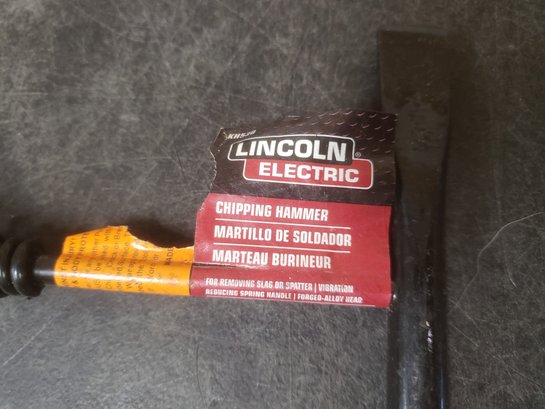 KH520
LINCOLN®
ELECTRIC
CHIPPING HAMMER
MARTILLO DE SOLDADOR
MARTEAU BURINEUR
FOR REMOVING SLAG OR SPATTER | VIBRATION
REDUCING SPRING HANDLE | FORGED-ALLOY HEAD